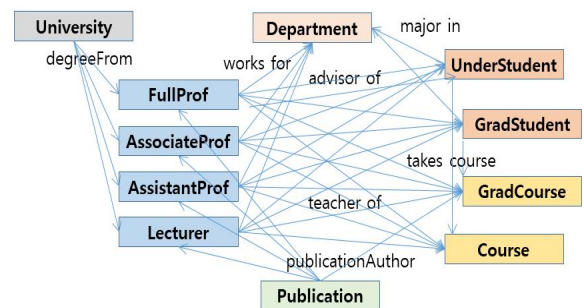 University
Department
major in
degreeFrom
works for
UnderStudent
advisor of
FullProf
GradStudent
AssociateProf
takes course
AssistantProf
GradCourse
teacher of
Lecturer
Course
publicationAuthor
Publication